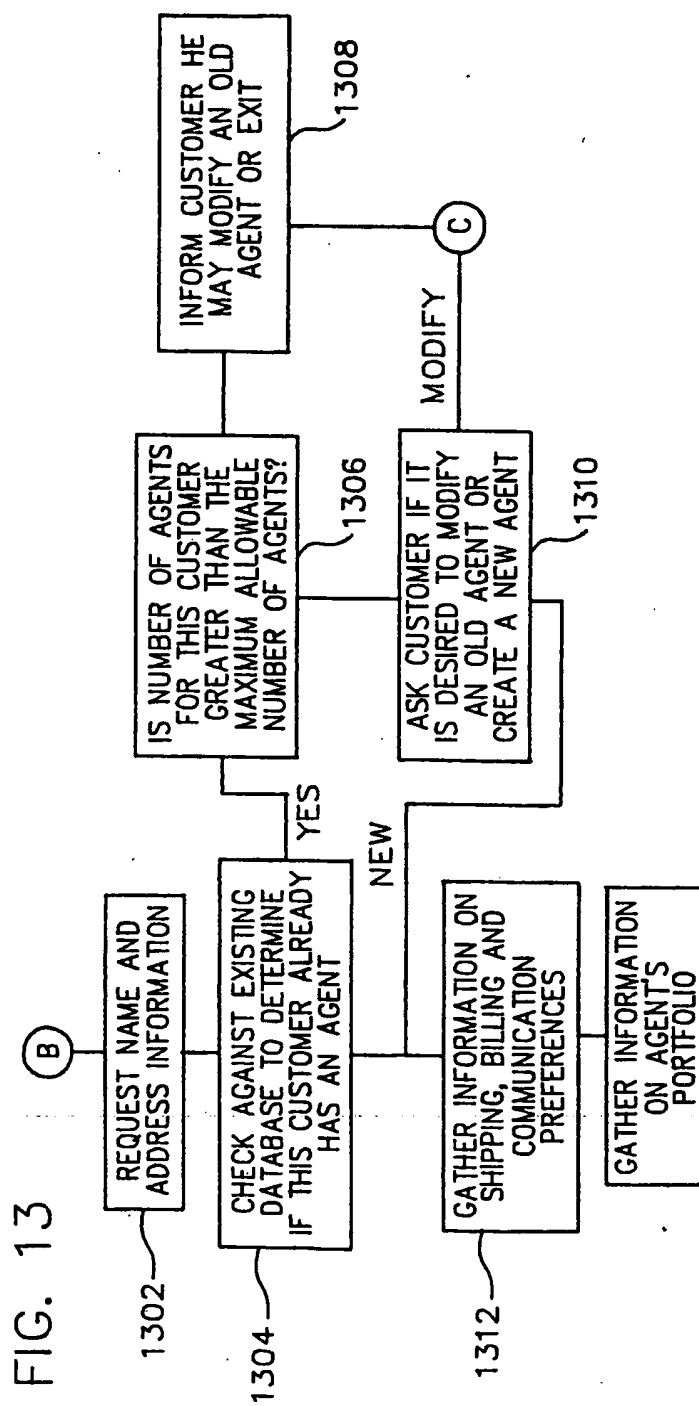 FIG. 13
B
REQUEST NAME AND
ADDRESS INFORMATION
1302
CHECK AGAINST EXISTING
DATABASE TO DETERMINE
IF THIS CUSTOMER ALREADY
HAS AN AGENT
1304
YES
IS NUMBER OF AGENTS
FOR THIS CUSTOMER
GREATER THAN THE
MAXIMUM ALLOWABLE
NUMBER OF AGENTS?
1306
INFORM CUSTOMER HE
MAY MODIFY AN OLD
AGENT OR EXIT
1308
ASK CUSTOMER IF IT
IS DESIRED TO MODIFY
AN OLD AGENT OR
CREATE A NEW AGENT
1310
MODIFY
C
NEW
GATHER INFORMATION ON
SHIPPING, BILLING AND
COMMUNICATION
PREFERENCES
1312
GATHER INFORMATION
ON AGENT'S
PORTFOLIO